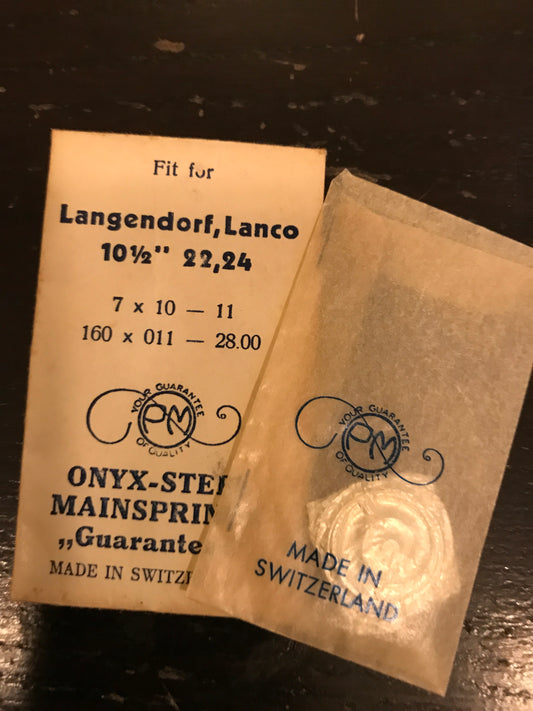 Fit for
Langendorf, Lanco
10½" 22,24
7 x 10 — 11
160 x 011 — 28.00
YOUR GUARANTEE
PM
OF QUALITY
ONYX-STE
MAINSPRIN
„Guarante
MADE IN SWITZ
YOUR GUARANTEE
PM
OF QUALITY
MADE IN
SWITZERLAND